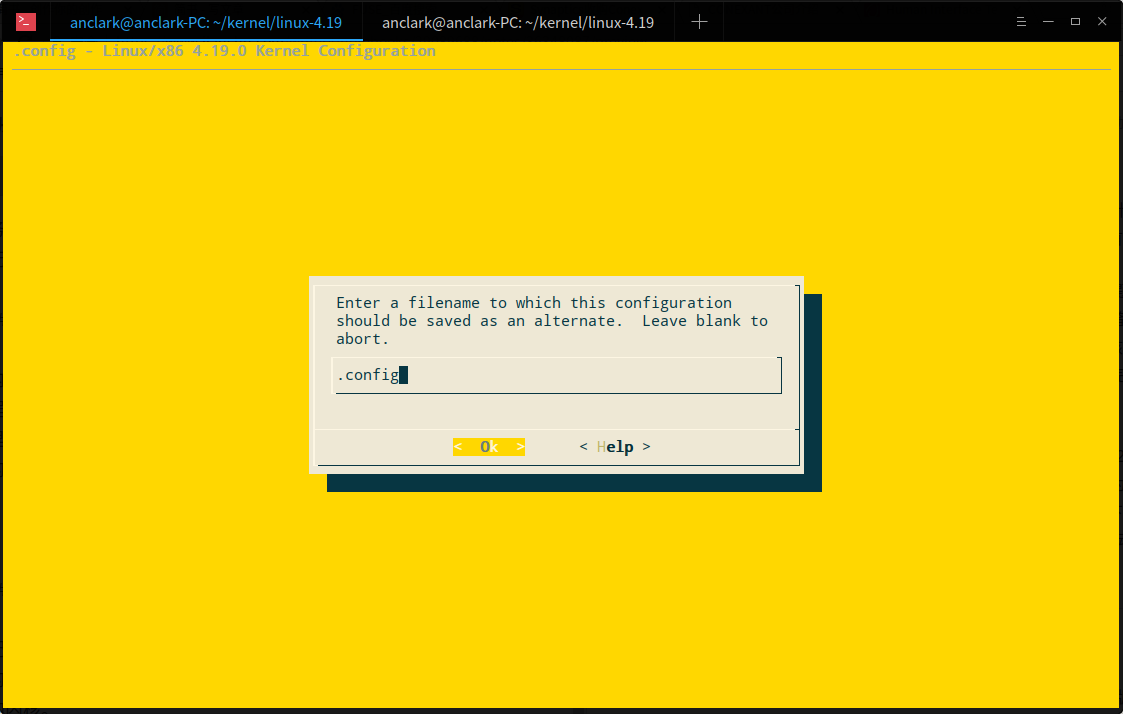 anclark@anclark-PC: ~/kernel/linux-4.19
anclark@anclark-PC: ~/kernel/linux-4.19
.config - Linux/x86 4.19.0 Kernel Configuration
Enter a filename to which this configuration
should be saved as an alternate.  Leave blank to
abort.
.config
<  Ok  >      < Help >